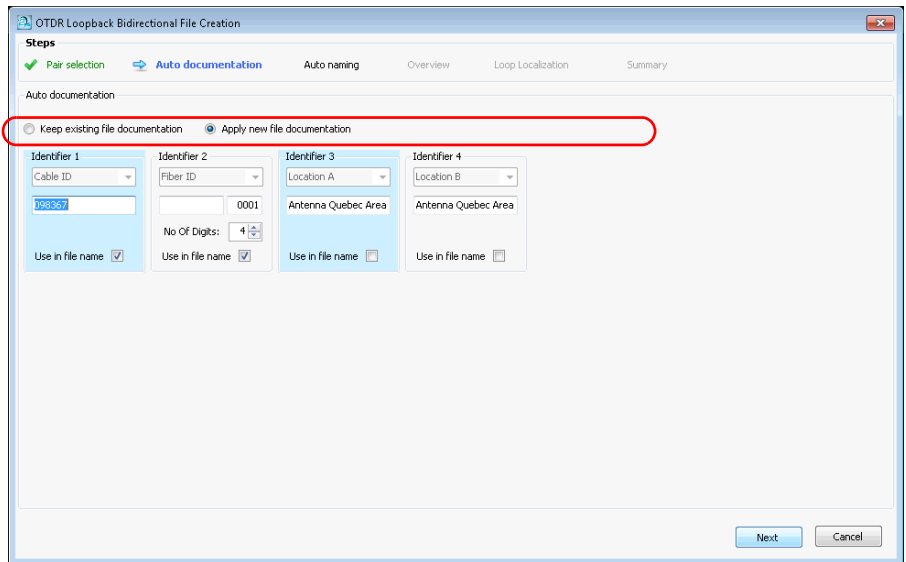 OTDR Loopback Bidirectional File Creation
Steps
Pair selection Auto documentation Auto naming Overview Loop Localization Summary
Auto documentation
Keep existing file documentation Apply new file documentation
Identifier 1 Identifier 2 Identifier 3 Identifier 4
Cable ID Fiber ID Location A Location B
098367 0001 Antenna Quebec Area Antenna Quebec Area
No Of Digits: 4
Use in file name Use in file name Use in file name Use in file name
Next Cancel